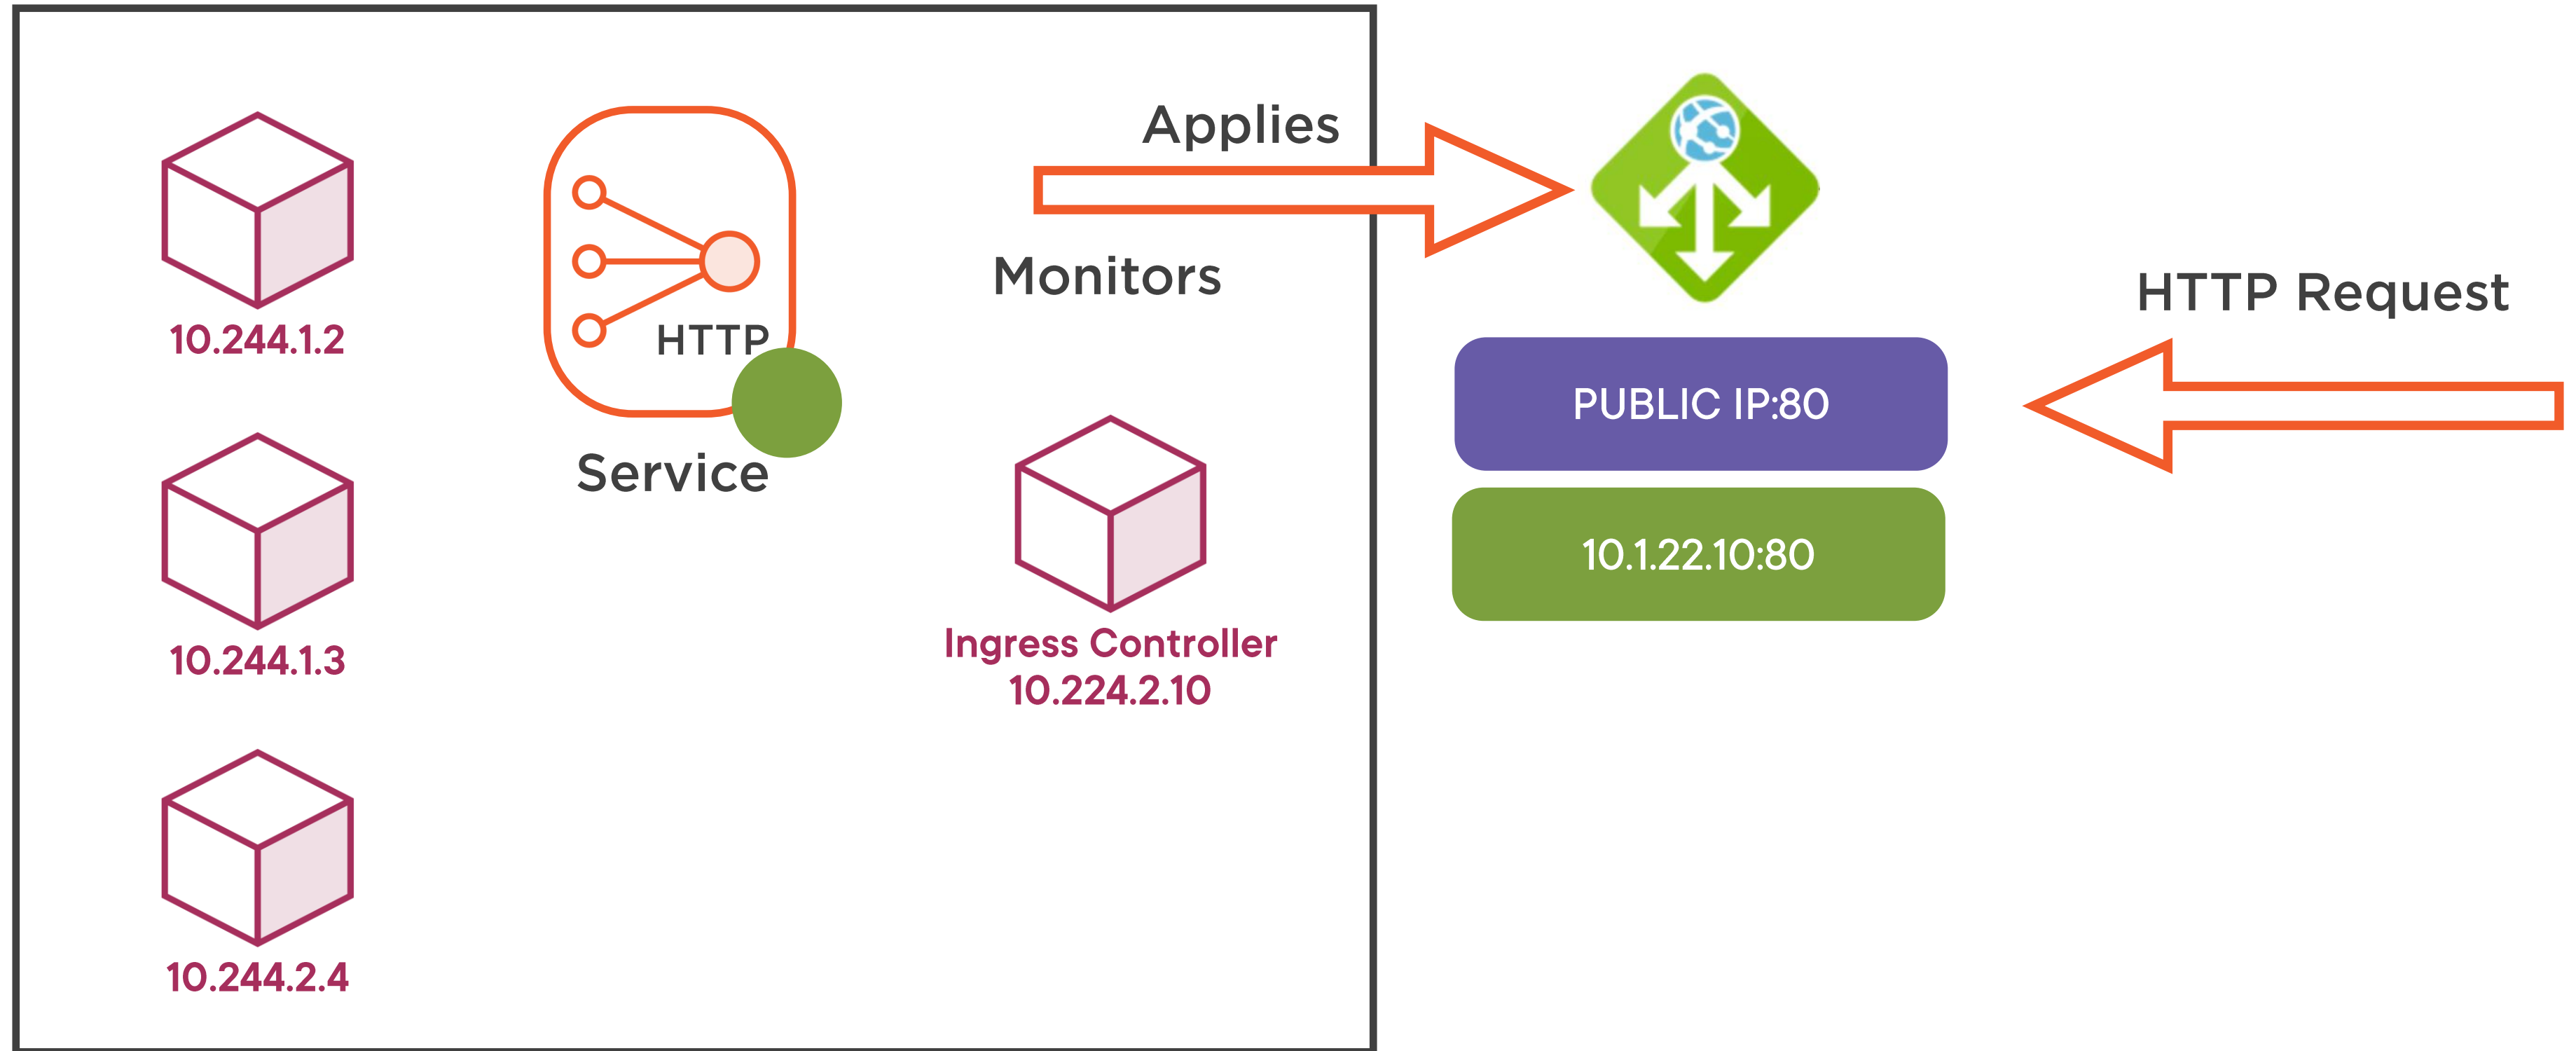 10.244.1.2
10.244.1.3
10.244.2.4
HTTP
Service
Applies
Monitors
Ingress Controller
10.224.2.10
PUBLIC IP:80
10.1.22.10:80
HTTP Request